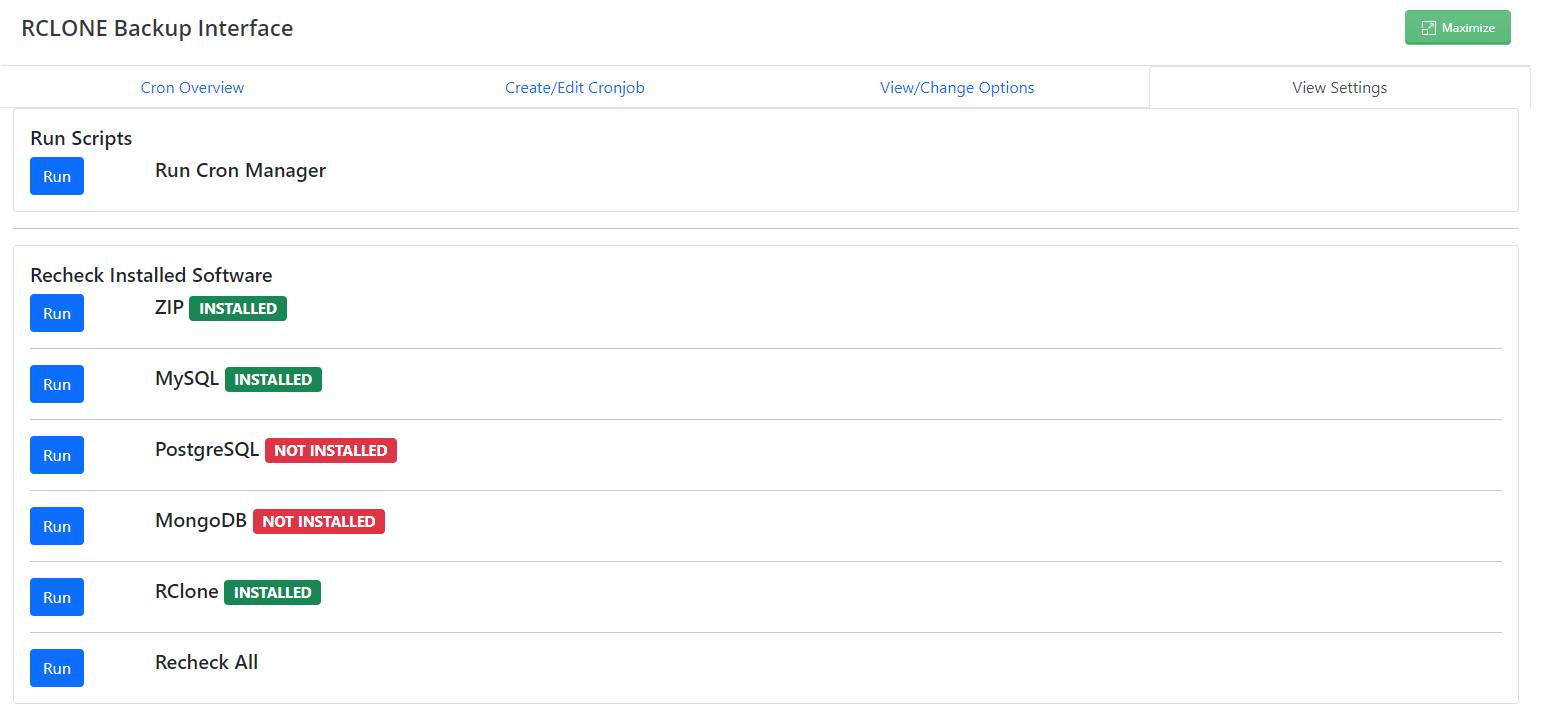 RCLONE Backup Interface
Maximize
Cron Overview
Create/Edit Cronjob
View/Change Options
View Settings
Run Scripts
Run
Run Cron Manager
Recheck Installed Software
Run
ZIP INSTALLED
Run
MySQL INSTALLED
Run
PostgreSQL NOT INSTALLED
Run
MongoDB NOT INSTALLED
Run
RClone INSTALLED
Run
Recheck All